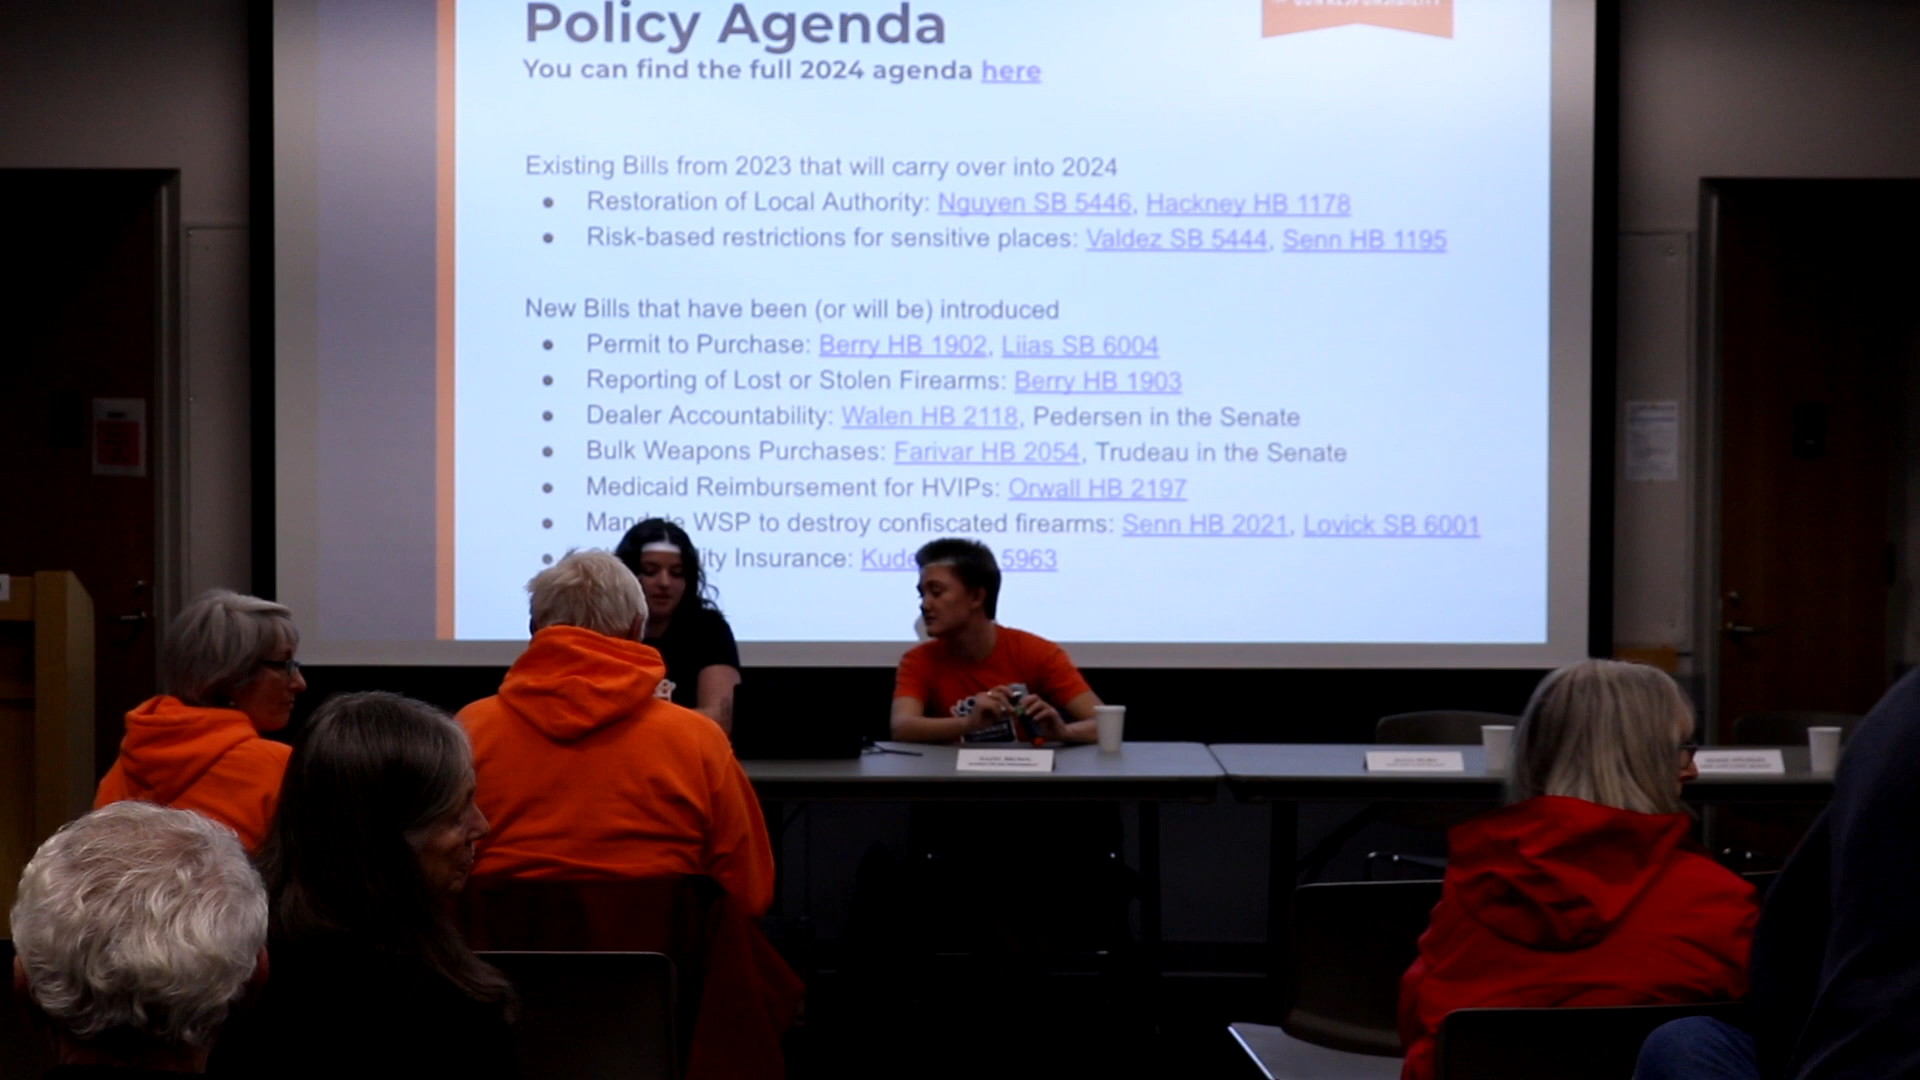 Policy Agenda
You can find the full 2024 agenda here
Existing Bills from 2023 that will carry over into 2024
● Restoration of Local Authority: Nguyen SB 5446, Hackney HB 1178
● Risk-based restrictions for sensitive places: Valdez SB 5444, Senn HB 1195
New Bills that have been (or will be) introduced
● Permit to Purchase: Berry HB 1902, Liias SB 6004
● Reporting of Lost or Stolen Firearms: Berry HB 1903
● Dealer Accountability: Walen HB 2118, Pedersen in the Senate
● Bulk Weapons Purchases: Farivar HB 2054, Trudeau in the Senate
● Medicaid Reimbursement for HVIPs: Orwall HB 2197
● WSP to destroy confiscated firearms: Senn HB 2021, Lovick SB 6001
● Insurance: 5963